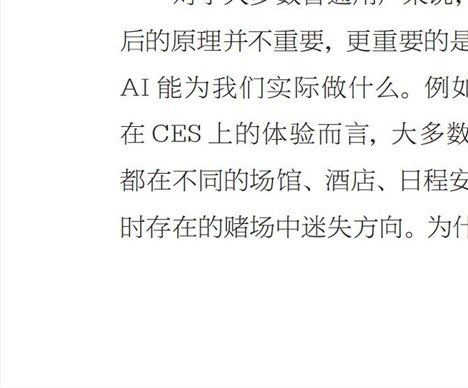 对于大多数普通用户来说，
后的原理并不重要，更重要的是
AI 能为我们实际做什么。例如
在 CES 上的体验而言，大多数
都在不同的场馆、酒店、日程安
时存在的赌场中迷失方向。为什